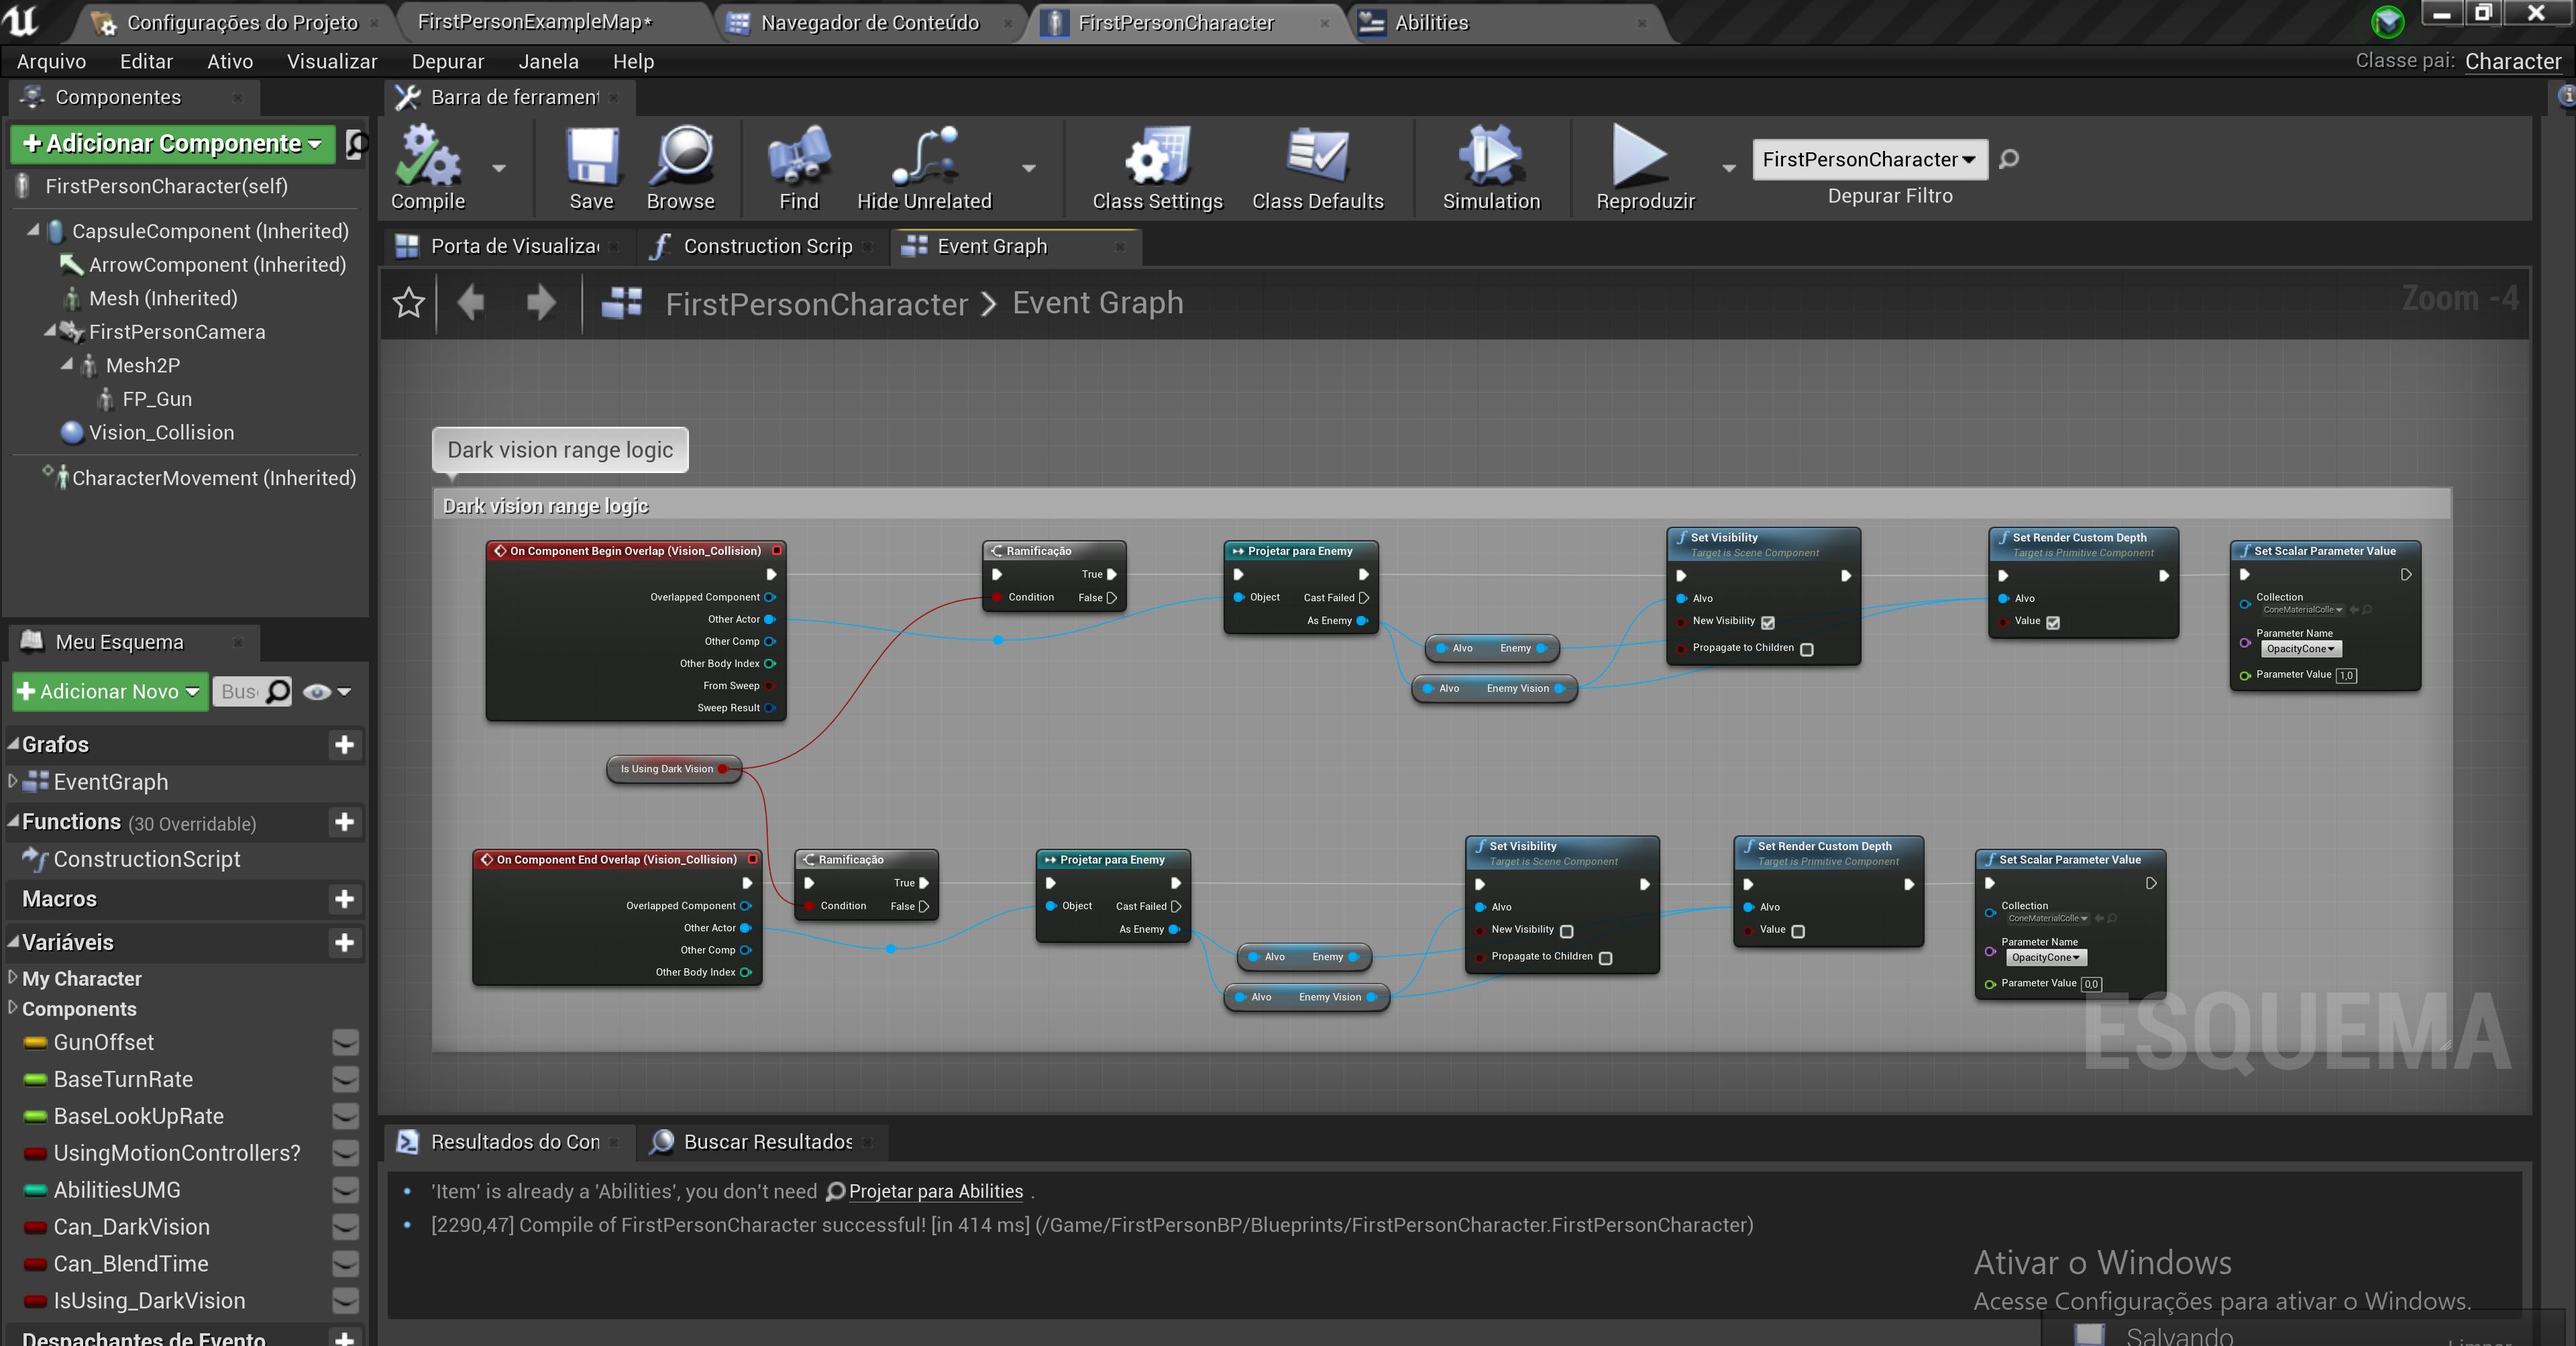 Configurações do Projeto
FirstPersonExampleMap*
Navegador de Conteúdo
FirstPersonCharacter
Abilities
Arquivo
Editar
Ativo
Visualizar
Depurar
Janela
Help
Classe pai: Character
Componentes
Adicionar Componente
FirstPersonCharacter(self)
CapsuleComponent (Inherited)
ArrowComponent (Inherited)
Mesh (Inherited)
FirstPersonCamera
Mesh2P
FP_Gun
Vision_Collision
CharacterMovement (Inherited)
Barra de ferrament
Compile
Save
Browse
Find
Hide Unrelated
Class Settings
Class Defaults
Simulation
Reproduzir
FirstPersonCharacter
Depurar Filtro
Porta de Visualiza
Construction Scrip
Event Graph
FirstPersonCharacter > Event Graph
Zoom -4
Dark vision range logic
Dark vision range logic
On Component Begin Overlap (Vision_Collision)
Overlapped Component
Other Actor
Other Comp
Other Body Index
From Sweep
Sweep Result
Ramificação
True
Condition
False
Projetar para Enemy
Object
Cast Failed
As Enemy
Alvo Enemy
Alvo Enemy Vision
Set Visibility
Target is Scene Component
Alvo
New Visibility
Propagate to Children
Set Render Custom Depth
Target is Primitive Component
Alvo
Value
Set Scalar Parameter Value
Collection
ConeMaterialColle
Parameter Name
OpacityCone
Parameter Value 1,0
Is Using Dark Vision
On Component End Overlap (Vision_Collision)
Overlapped Component
Other Actor
Other Comp
Other Body Index
Ramificação
True
Condition
False
Projetar para Enemy
Object
Cast Failed
As Enemy
Alvo Enemy
Alvo Enemy Vision
Set Visibility
Target is Scene Component
Alvo
New Visibility
Propagate to Children
Set Render Custom Depth
Target is Primitive Component
Alvo
Value
Set Scalar Parameter Value
Collection
ConeMaterialColle
Parameter Name
OpacityCone
Parameter Value 0,0
ESQUEMA
Meu Esquema
Adicionar Novo
Bus
Grafos
EventGraph
Functions (30 Overridable)
ConstructionScript
Macros
Variáveis
My Character
Components
GunOffset
BaseTurnRate
BaseLookUpRate
UsingMotionControllers?
AbilitiesUMG
Can_DarkVision
Can_BlendTime
IsUsing_DarkVision
Despachantes de Evento
Resultados do Con
Buscar Resultados
'Item' is already a 'Abilities', you don't need Projetar para Abilities .
[2290,47] Compile of FirstPersonCharacter successful! [in 414 ms] (/Game/FirstPersonBP/Blueprints/FirstPersonCharacter.FirstPersonCharacter)
Ativar o Windows
Acesse Configurações para ativar o Windows.
Salvando